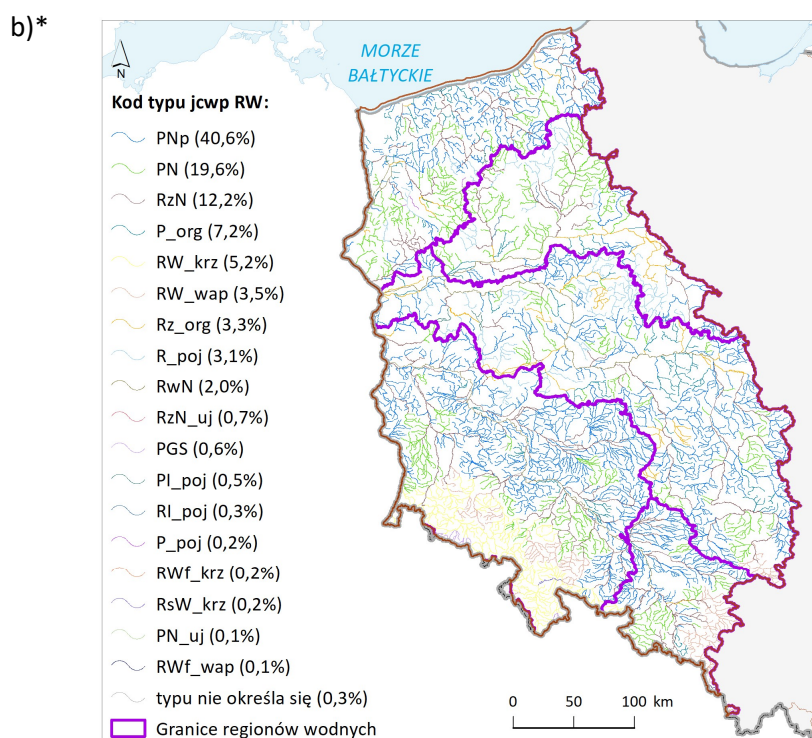 b)*
MORZE
BAŁTYCKIE
N
Kod typu jcwp RW:
PNp (40,6%)
PN (19,6%)
RzN (12,2%)
P_org (7,2%)
RW_krz (5,2%)
RW_wap (3,5%)
Rz_org (3,3%)
R_poj (3,1%)
RwN (2,0%)
RzN_uj (0,7%)
PGS (0,6%)
Pl_poj (0,5%)
Rl_poj (0,3%)
P_poj (0,2%)
RWf_krz (0,2%)
RsW_krz (0,2%)
PN_uj (0,1%)
RWf_wap (0,1%)
typu nie określa się (0,3%)
Granice regionów wodnych
0 50 100 km